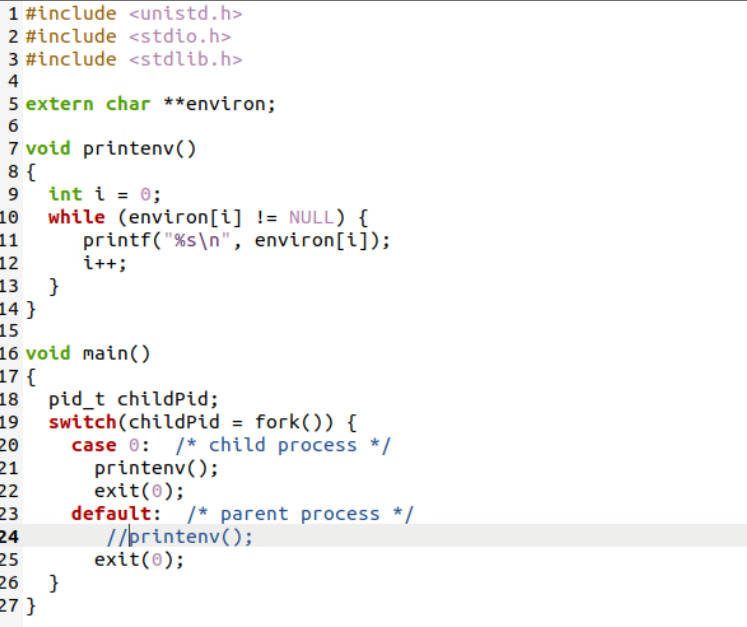 1 #include <unistd.h>
2 #include <stdio.h>
3 #include <stdlib.h>
4
5 extern char **environ;
6
7 void printenv()
8 {
9   int i = 0;
10   while (environ[i] != NULL) {
11      printf("%s\n", environ[i]);
12      i++;
13   }
14 }
15
16 void main()
17 {
18   pid_t childPid;
19   switch(childPid = fork()) {
20     case 0:  /* child process */
21       printenv();
22       exit(0);
23     default:  /* parent process */
24        //printenv();
25       exit(0);
26   }
27 }